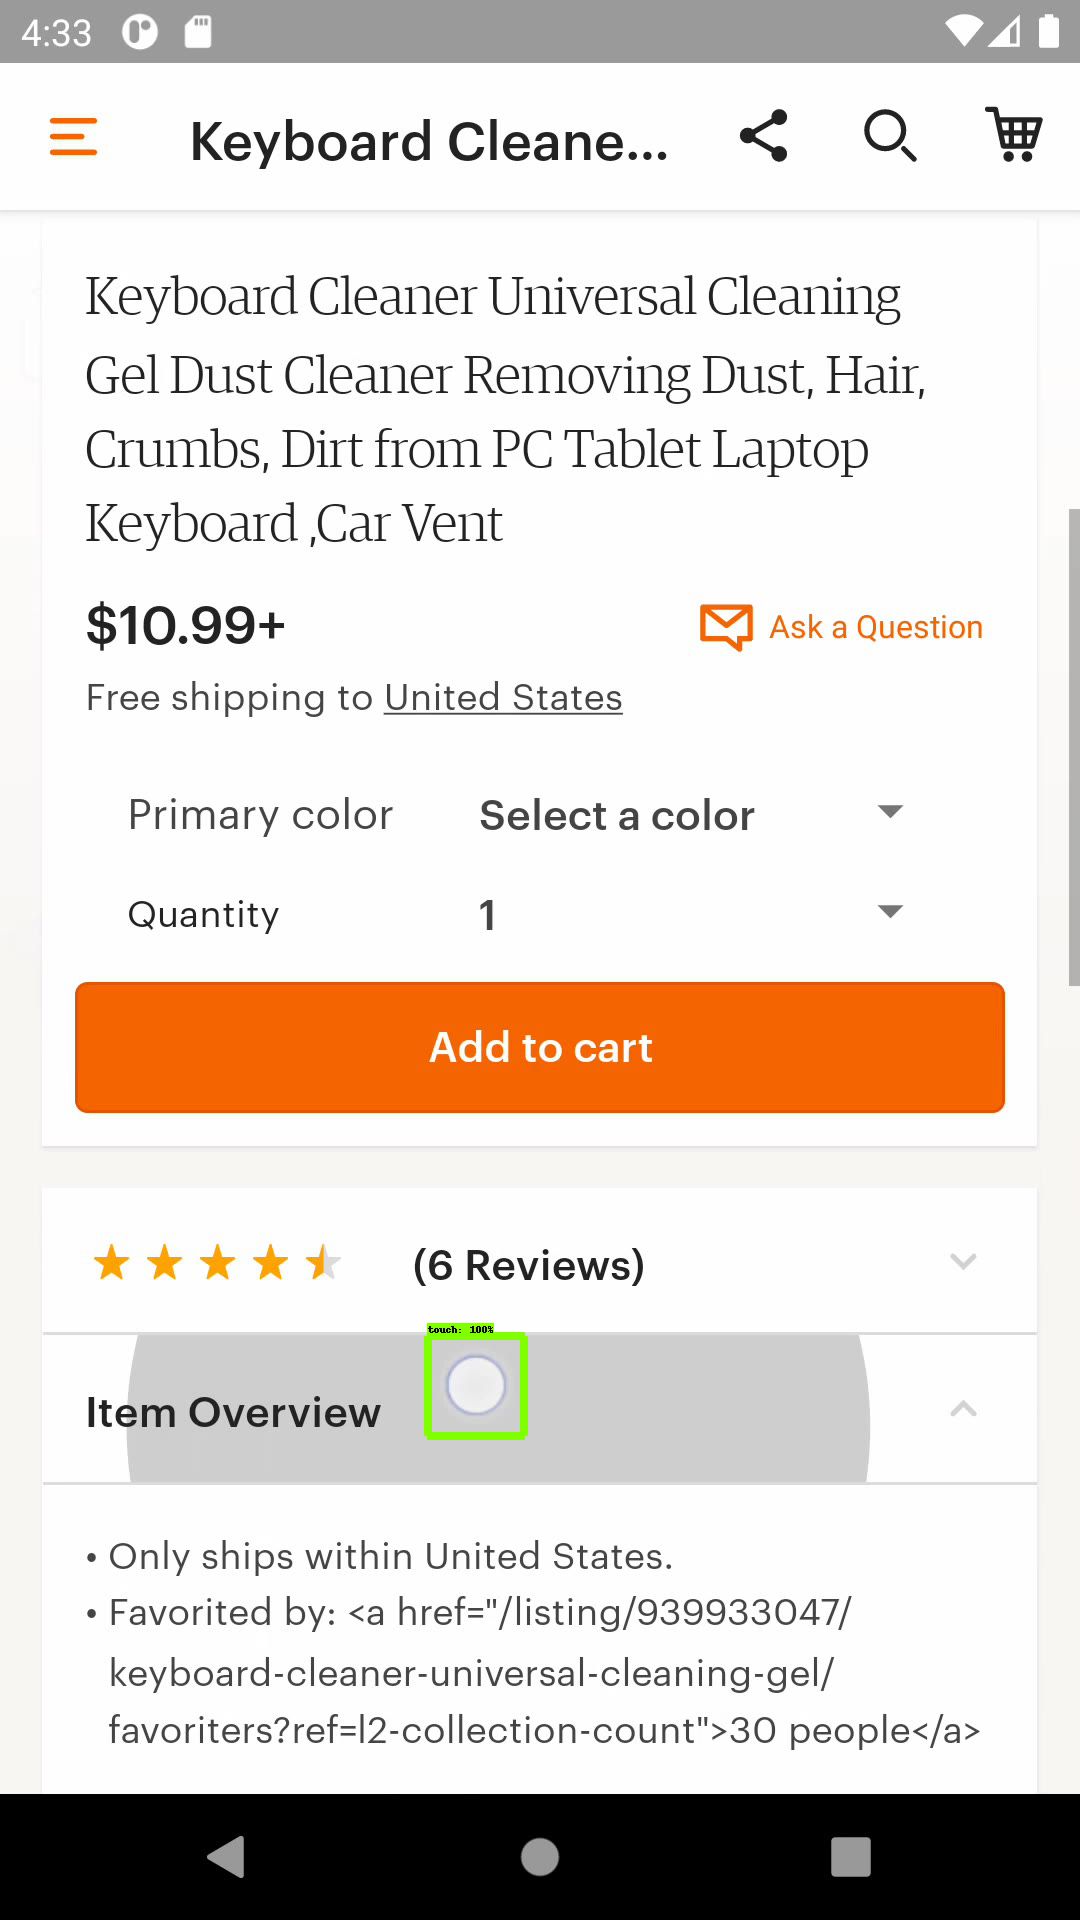 4:33
Keyboard Cleane...
Keyboard Cleaner Universal Cleaning
Gel Dust Cleaner Removing Dust, Hair,
Crumbs, Dirt from PC Tablet Laptop
Keyboard ,Car Vent
$10.99+
Ask a Question
Free shipping to United States
Primary color Select a color
Quantity 1
Add to cart
(6 Reviews)
touch: 100%
Item Overview
• Only ships within United States.
• Favorited by: <a href="/listing/939933047/
keyboard-cleaner-universal-cleaning-gel/
favoriters?ref=l2-collection-count">30 people</a>